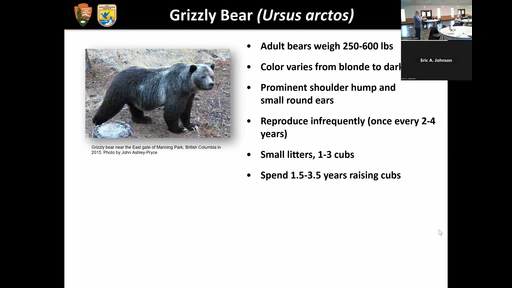 Grizzly Bear (Ursus arctos)
• Adult bears weigh 250-600 lbs
• Color varies from blonde to dark
• Prominent shoulder hump and
small round ears
• Reproduce infrequently (once every 2-4
years)
• Small litters, 1-3 cubs
• Spend 1.5-3.5 years raising cubs
Grizzly bear near the East gate of Manning Park, British Columbia in
2015. Photo by John Ashley-Pryce
Eric A. Johnson